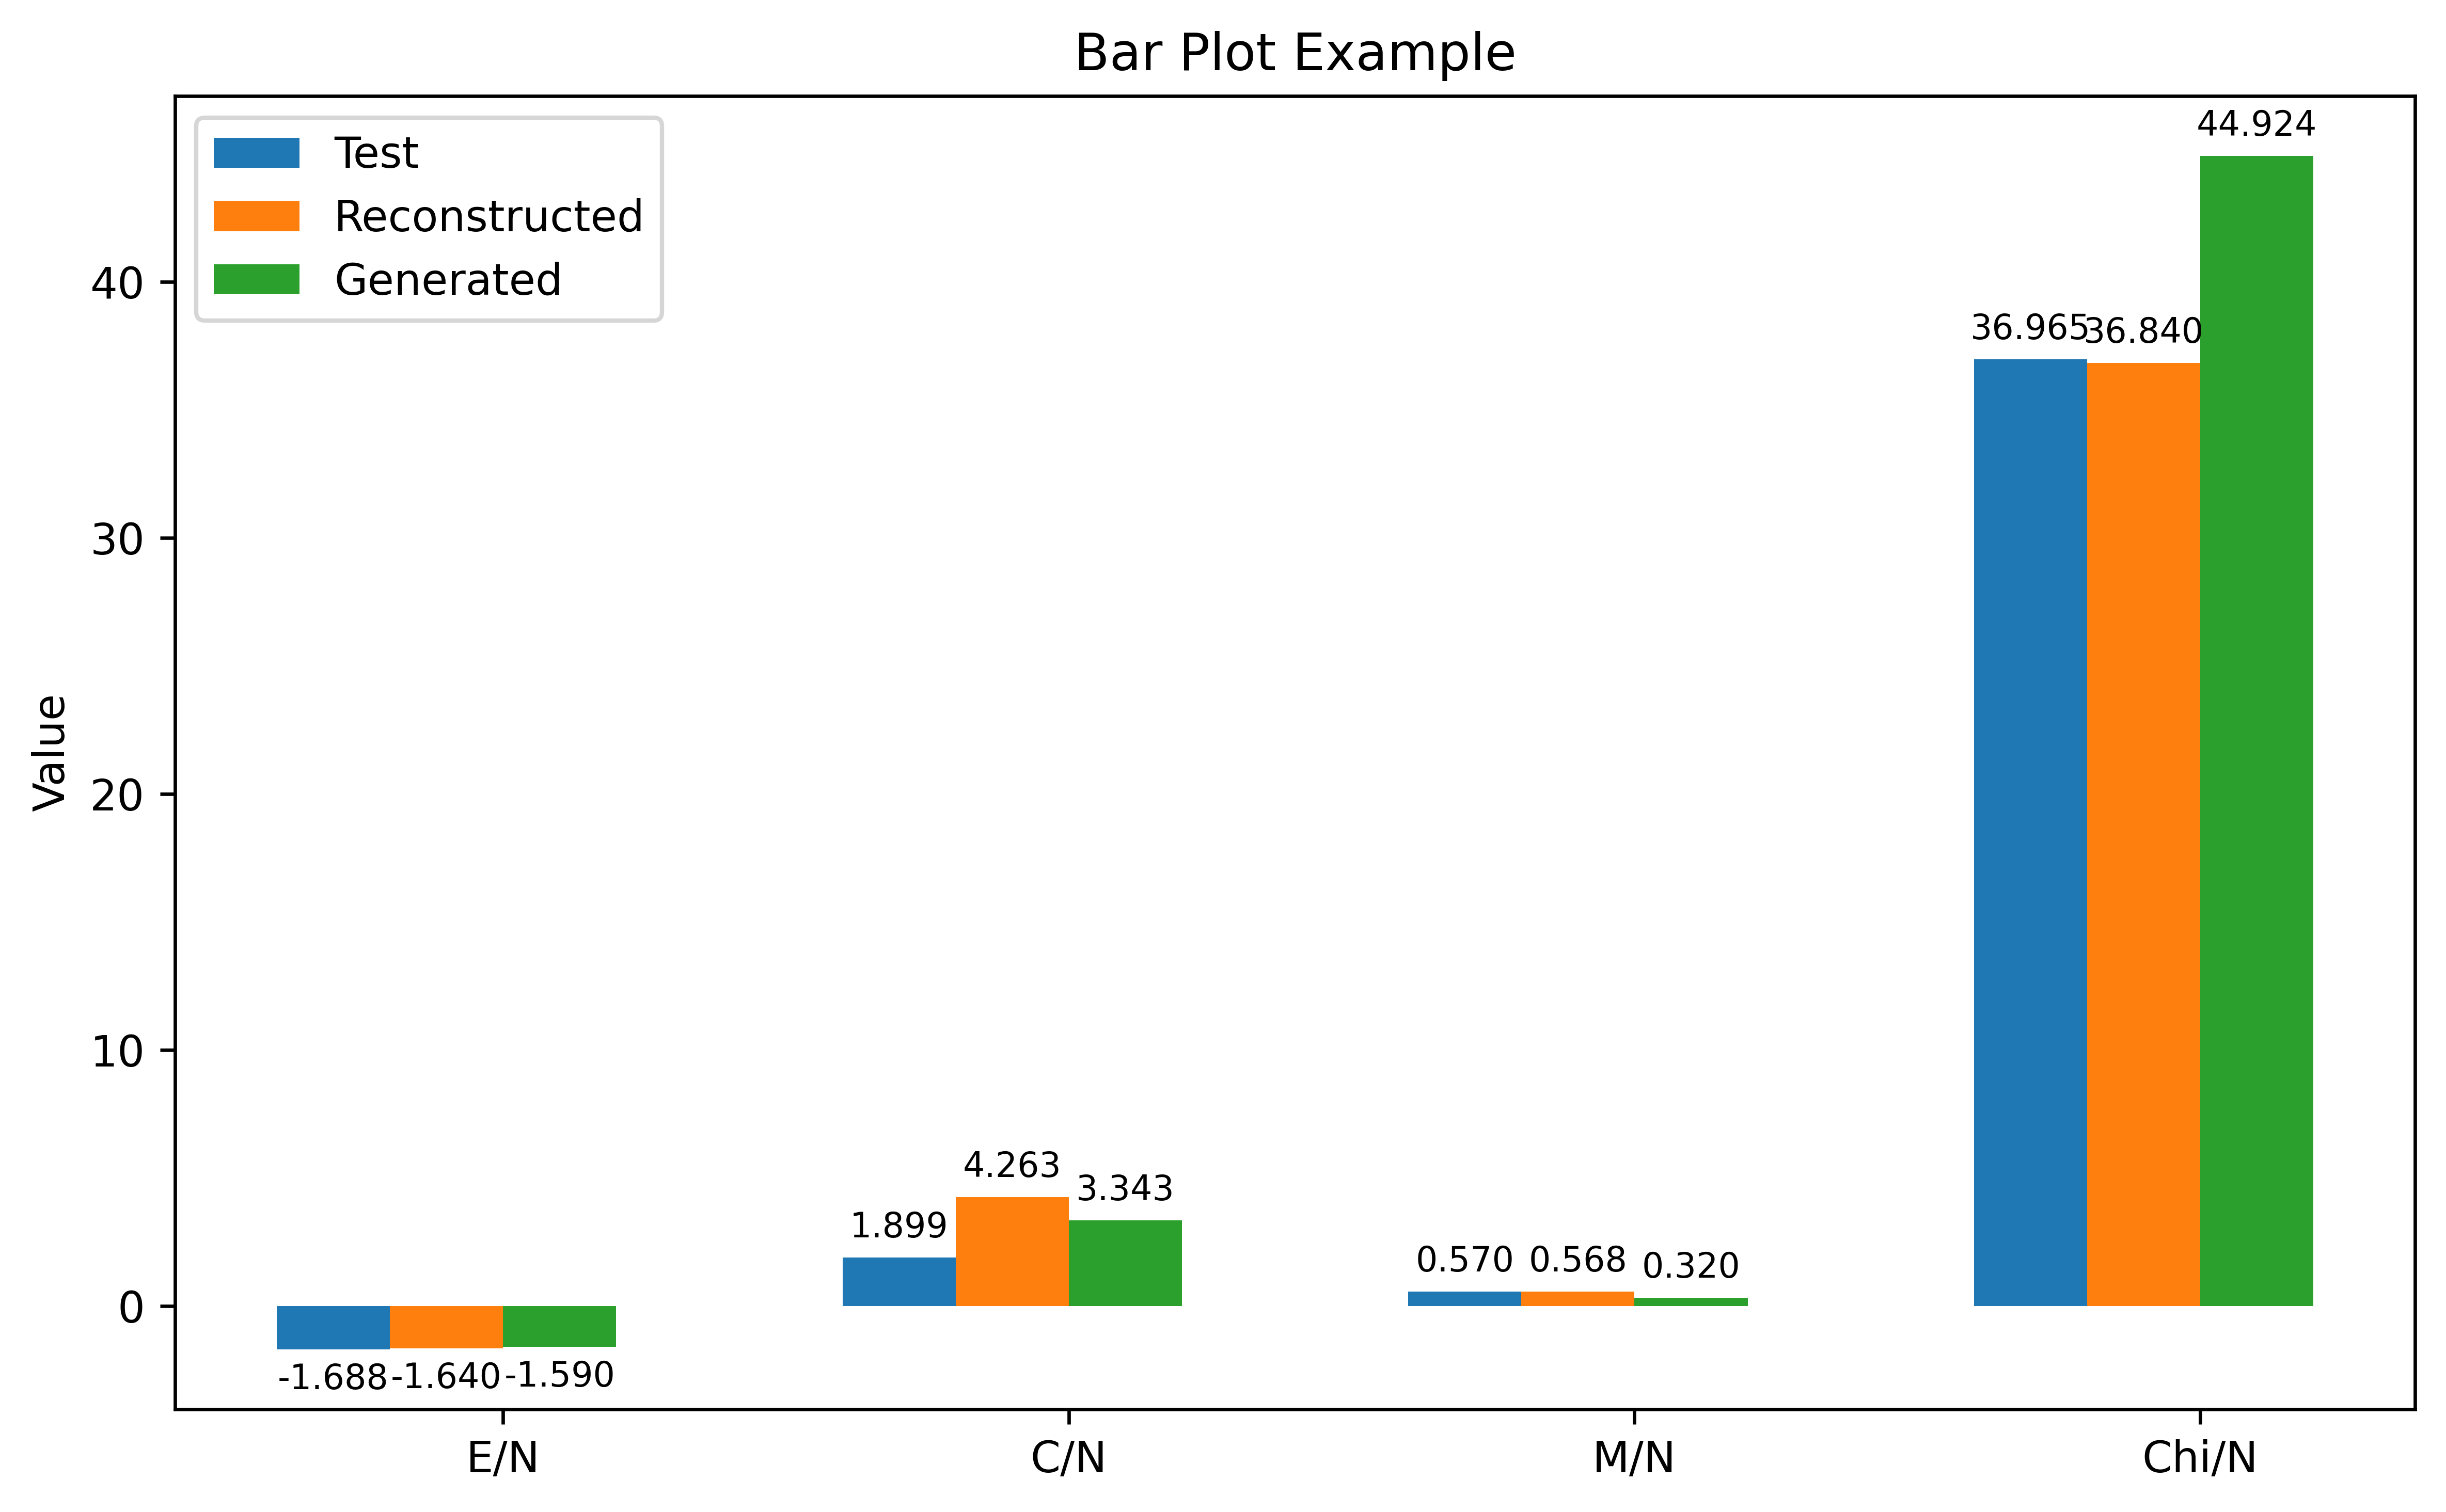 Bar Plot Example
Test
Reconstructed
Generated
Value
40
30
20
10
0
-1.688 -1.640 -1.590
1.899 4.263 3.343
0.570 0.568 0.320
36.965 36.840 44.924
E/N C/N M/N Chi/N